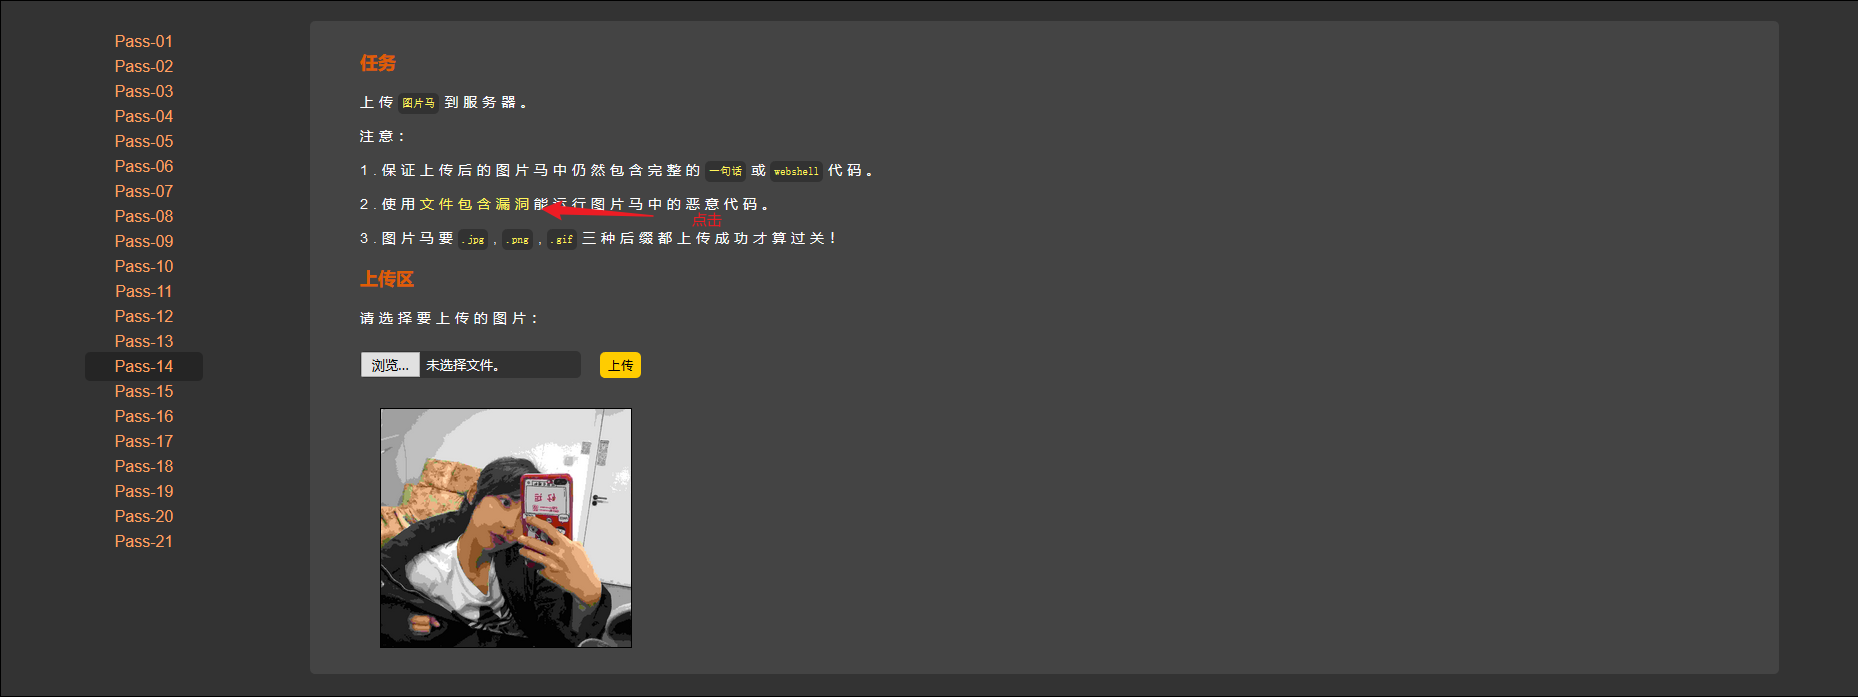 Pass-01
Pass-02
Pass-03
Pass-04
Pass-05
Pass-06
Pass-07
Pass-08
Pass-09
Pass-10
Pass-11
Pass-12
Pass-13
Pass-14
Pass-15
Pass-16
Pass-17
Pass-18
Pass-19
Pass-20
Pass-21
任务
上传 图片马 到服务器。
注意：
1.保证上传后的图片马中仍然包含完整的 一句话 或 webshell 代码。
2.使用文件包含漏洞能运行图片马中的恶意代码。
点击
3.图片马要 .jpg , .png , .gif 三种后缀都上传成功才算过关！
上传区
请选择要上传的图片：
浏览... 未选择文件。 上传